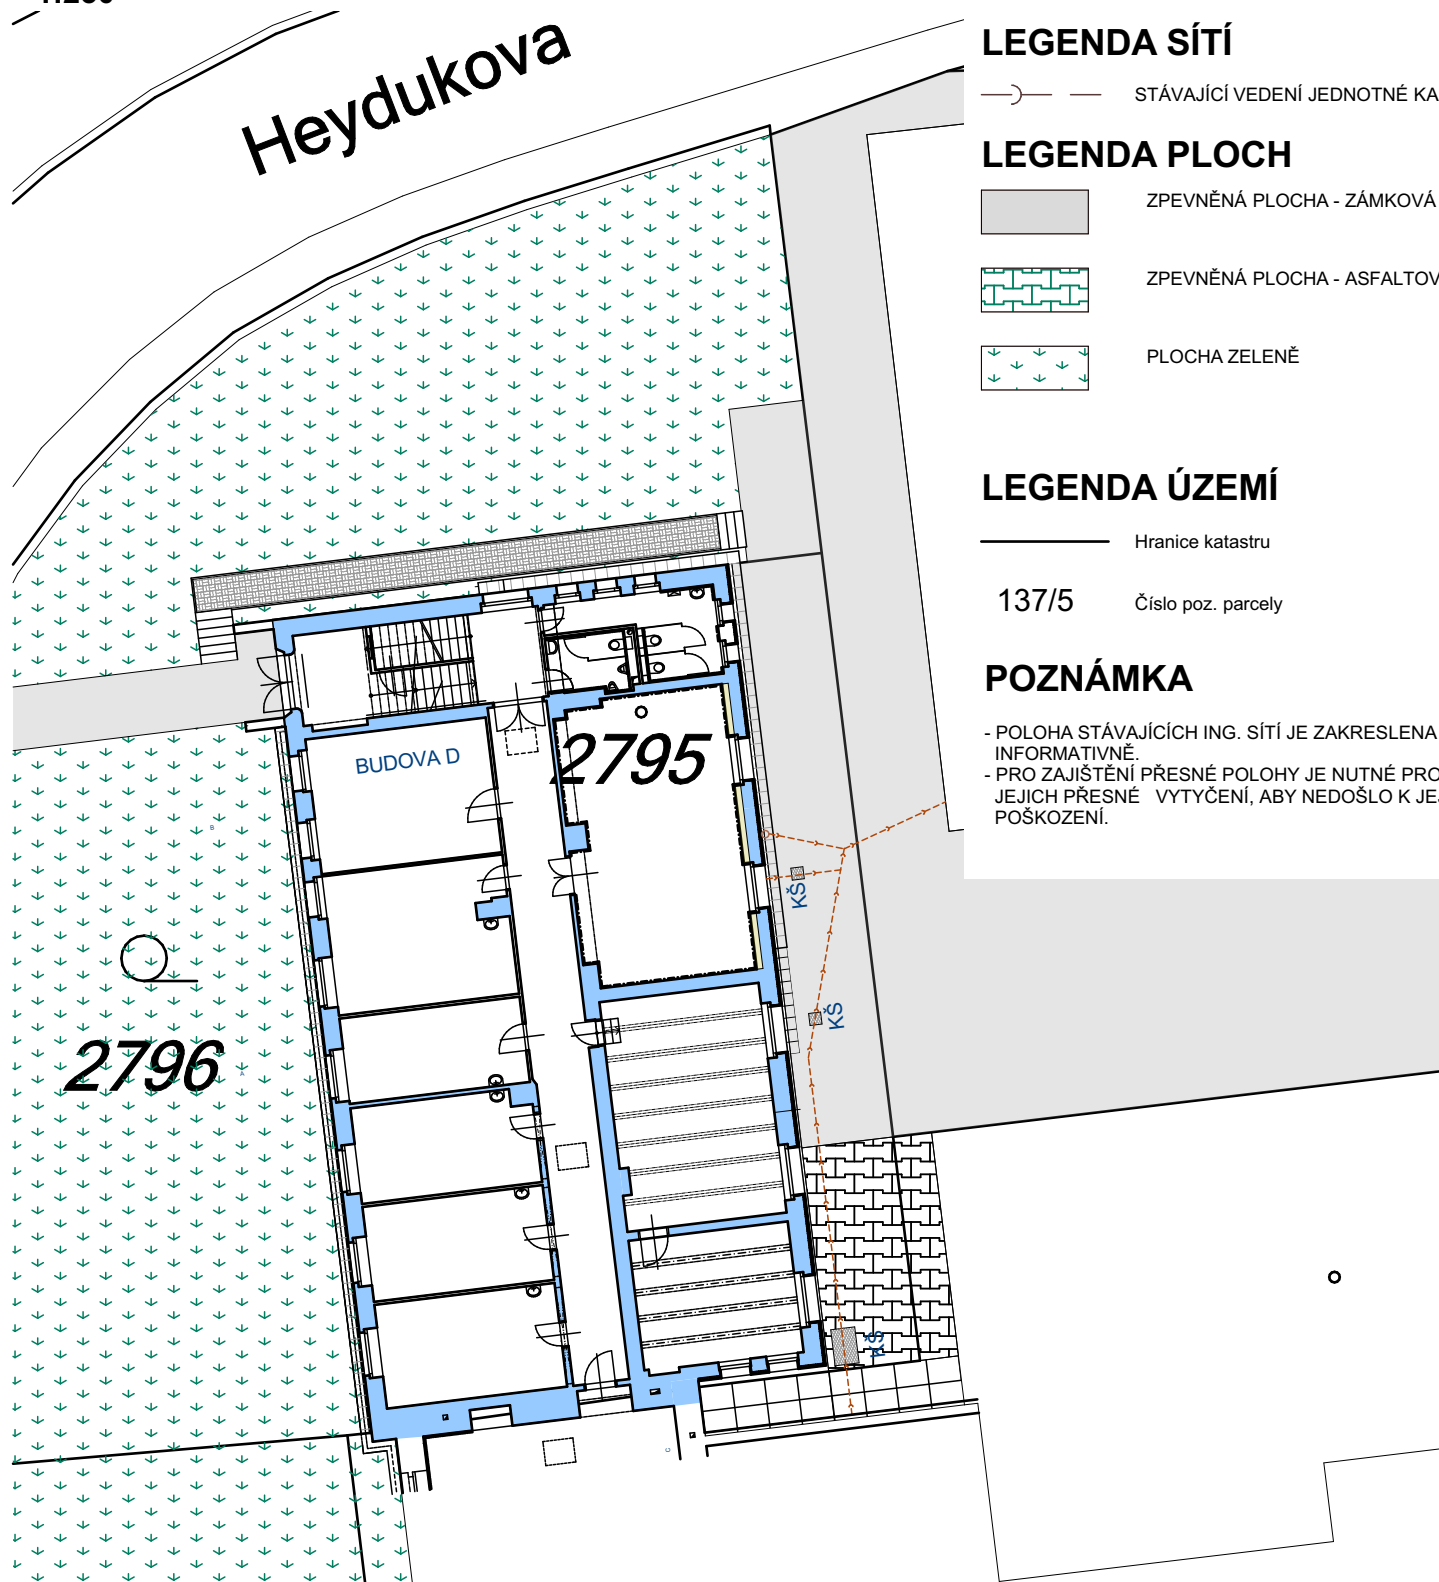 Heydukova
LEGENDA SÍTÍ
STÁVAJÍCÍ VEDENÍ JEDNOTNÉ KA
LEGENDA PLOCH
ZPEVNĚNÁ PLOCHA - ZÁMKOVÁ
ZPEVNĚNÁ PLOCHA - ASFALTOV
PLOCHA ZELENĚ
LEGENDA ÚZEMÍ
Hranice katastru
137/5
Číslo poz. parcely
POZNÁMKA
- POLOHA STÁVAJÍCÍCH ING. SÍTÍ JE ZAKRESLENA
INFORMATIVNĚ.
- PRO ZAJIŠTĚNÍ PŘESNÉ POLOHY JE NUTNÉ PRO
JEJICH PŘESNÉ VYTYČENÍ, ABY NEDOŠLO K JEJ
POŠKOZENÍ.
BUDOVA D
2795
KŠ
KŠ
2796
KŠ
B
A
C